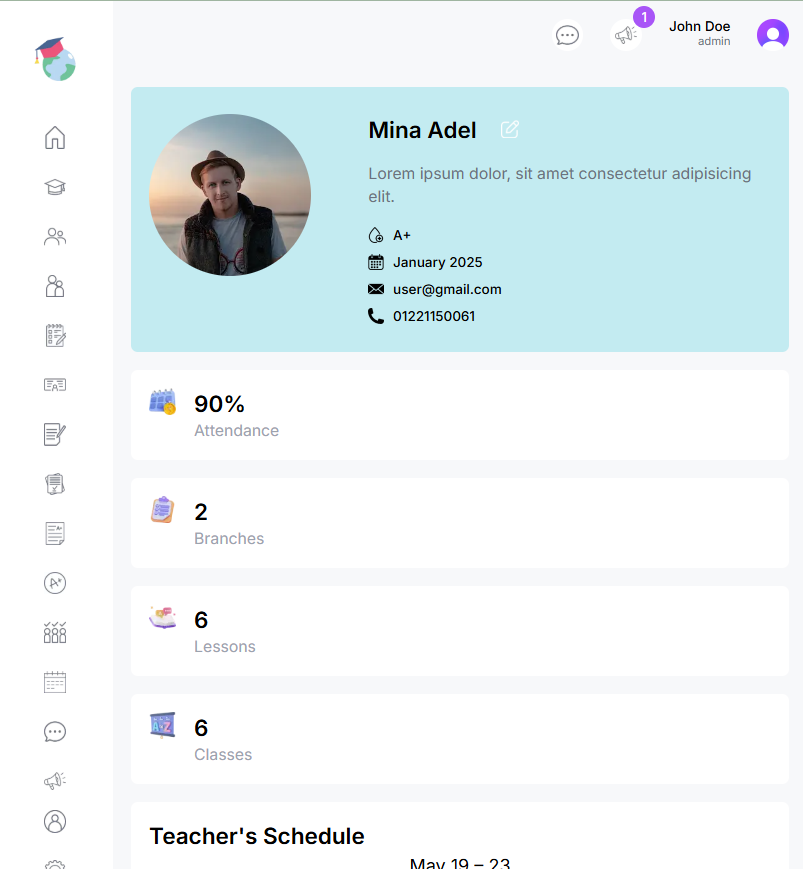 1
John Doe
admin
Mina Adel
Lorem ipsum dolor, sit amet consectetur adipisicing
elit.
A+
January 2025
user@gmail.com
01221150061
90%
Attendance
2
Branches
6
Lessons
6
Classes
Teacher's Schedule
May 19 – 23